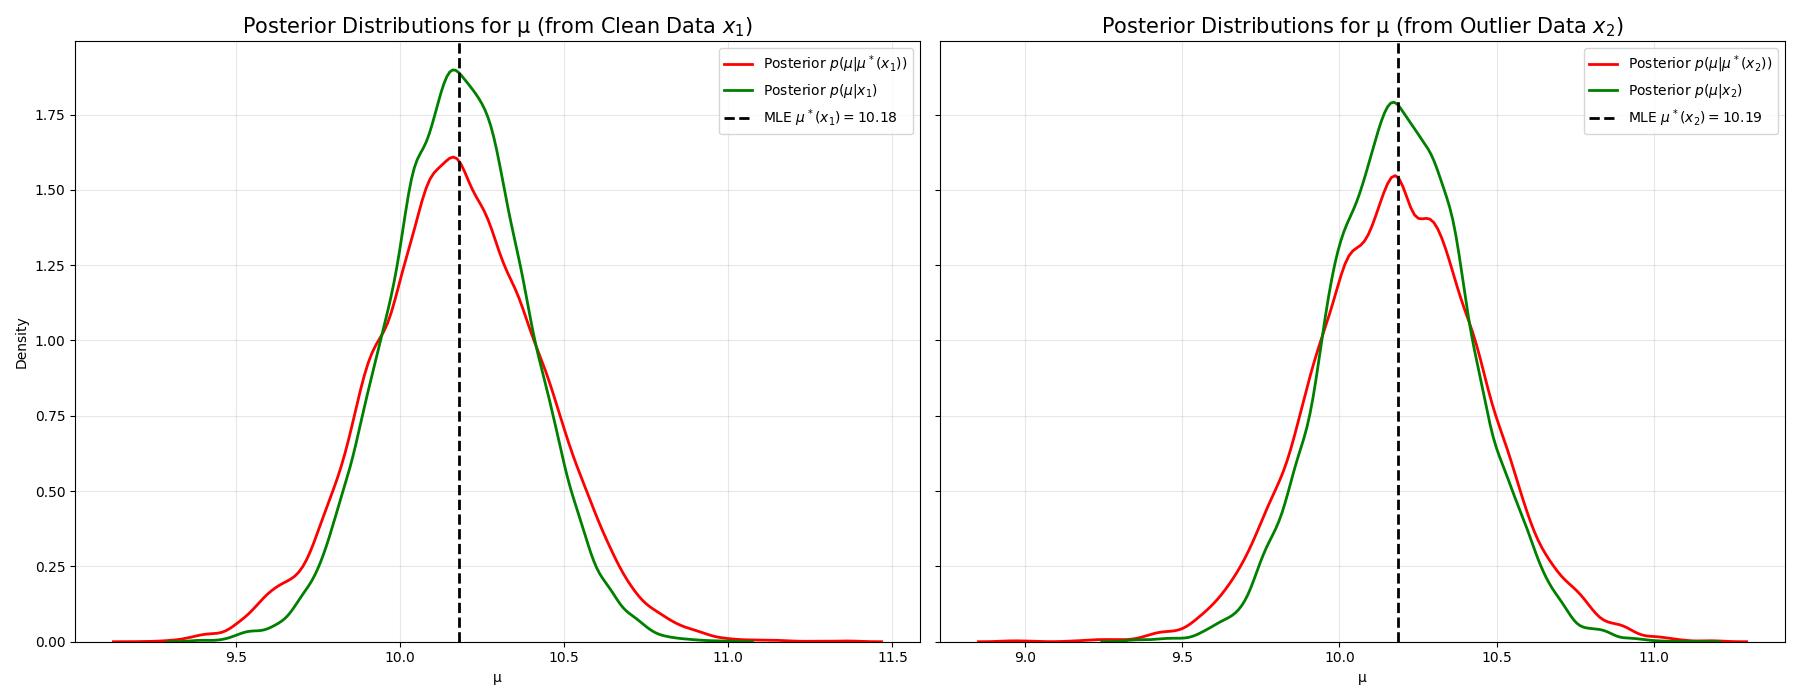 Posterior Distributions for μ (from Clean Data x₁)
Posterior p(μ|μ*(x₁))
Posterior p(μ|x₁)
MLE μ*(x₁) = 10.18
Density
1.75
1.50
1.25
1.00
0.75
0.50
0.25
0.00
9.5 10.0 10.5 11.0 11.5
μ
Posterior Distributions for μ (from Outlier Data x₂)
Posterior p(μ|μ*(x₂))
Posterior p(μ|x₂)
MLE μ*(x₂) = 10.19
9.0 9.5 10.0 10.5 11.0
μ